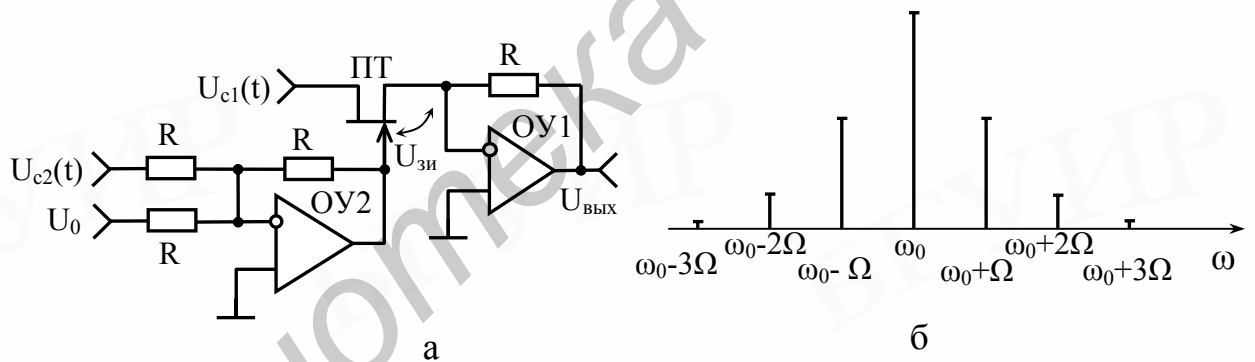 ПТ
R
U_c1(t)
ОУ1
R
R
U_зи
U_c2(t)
U_0
ОУ2
U_вых
R
а
ω_0-3Ω
ω_0-2Ω
ω_0- Ω
ω_0
ω_0+Ω
ω_0+2Ω
ω_0+3Ω
ω
б
БГУИР